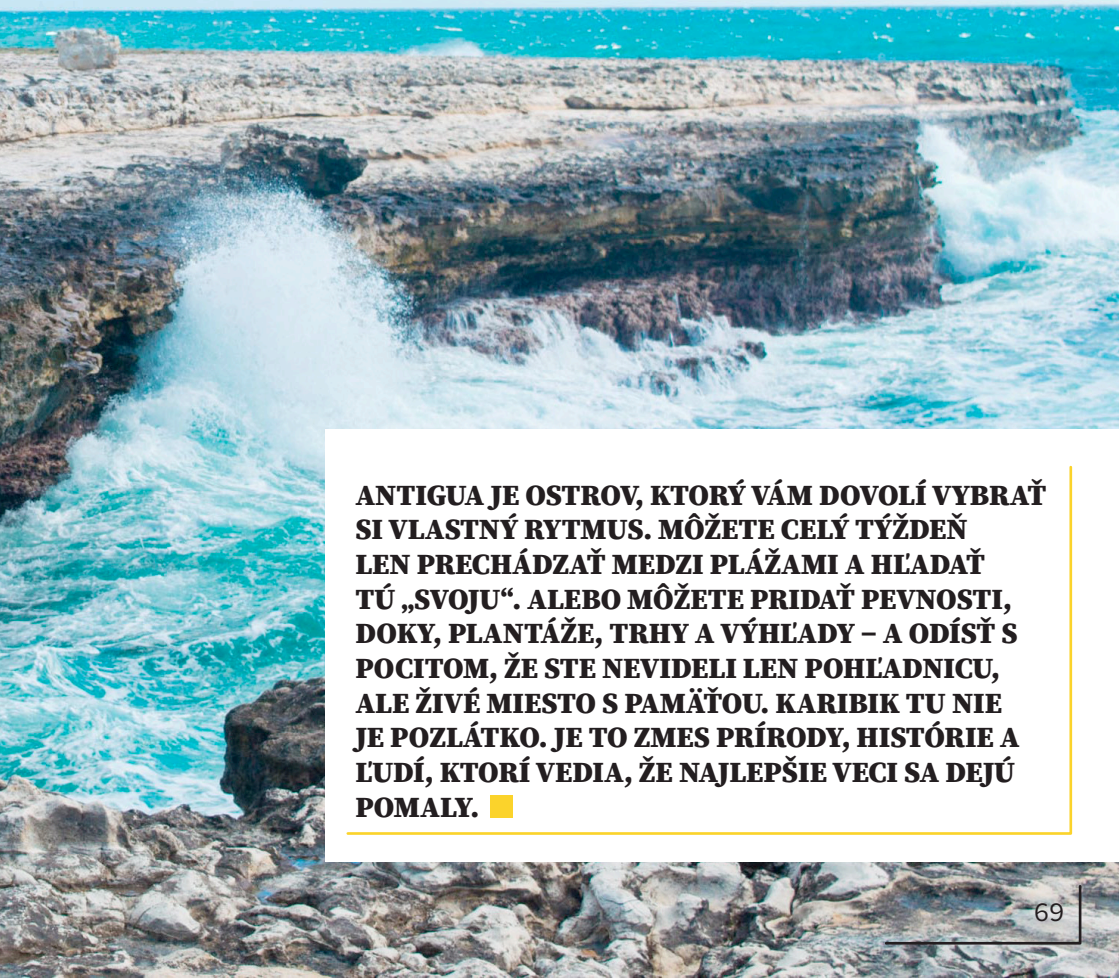 ANTIGUA JE OSTROV, KTORÝ VÁM DOVOLÍ VYBRAŤ
SI VLASTNÝ RYTMUS. MÔŽETE CELÝ TÝŽDEŇ
LEN PRECHÁDZAŤ MEDZI PLÁŽAMI A HĽADAŤ
TÚ „SVOJU“. ALEBO MÔŽETE PRIDAŤ PEVNOSTI,
DOKY, PLANTÁŽE, TRHY A VÝHĽADY – A ODÍSŤ S
POCITOM, ŽE STE NEVIDELI LEN POHĽADNICU,
ALE ŽIVÉ MIESTO S PAMÄŤOU. KARIBIK TU NIE
JE POZLÁTKO. JE TO ZMES PRÍRODY, HISTÓRIE A
ĽUDÍ, KTORÍ VEDIA, ŽE NAJLEPŠIE VECI SA DEJÚ
POMALY.
69